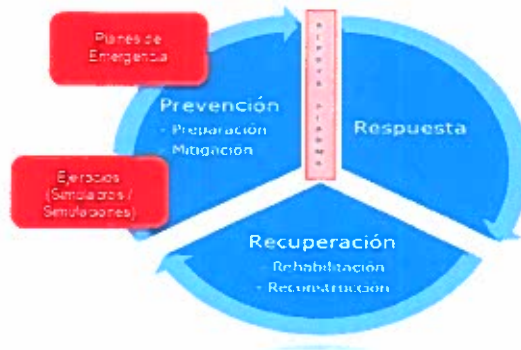 Planes de
Emergencia
Prevención
- Preparación
- Mitigación
Respuesta
Ejercicios
(Simulacros /
Simulaciones)
Recuperación
- Rehabilitación
- Reconstrucción